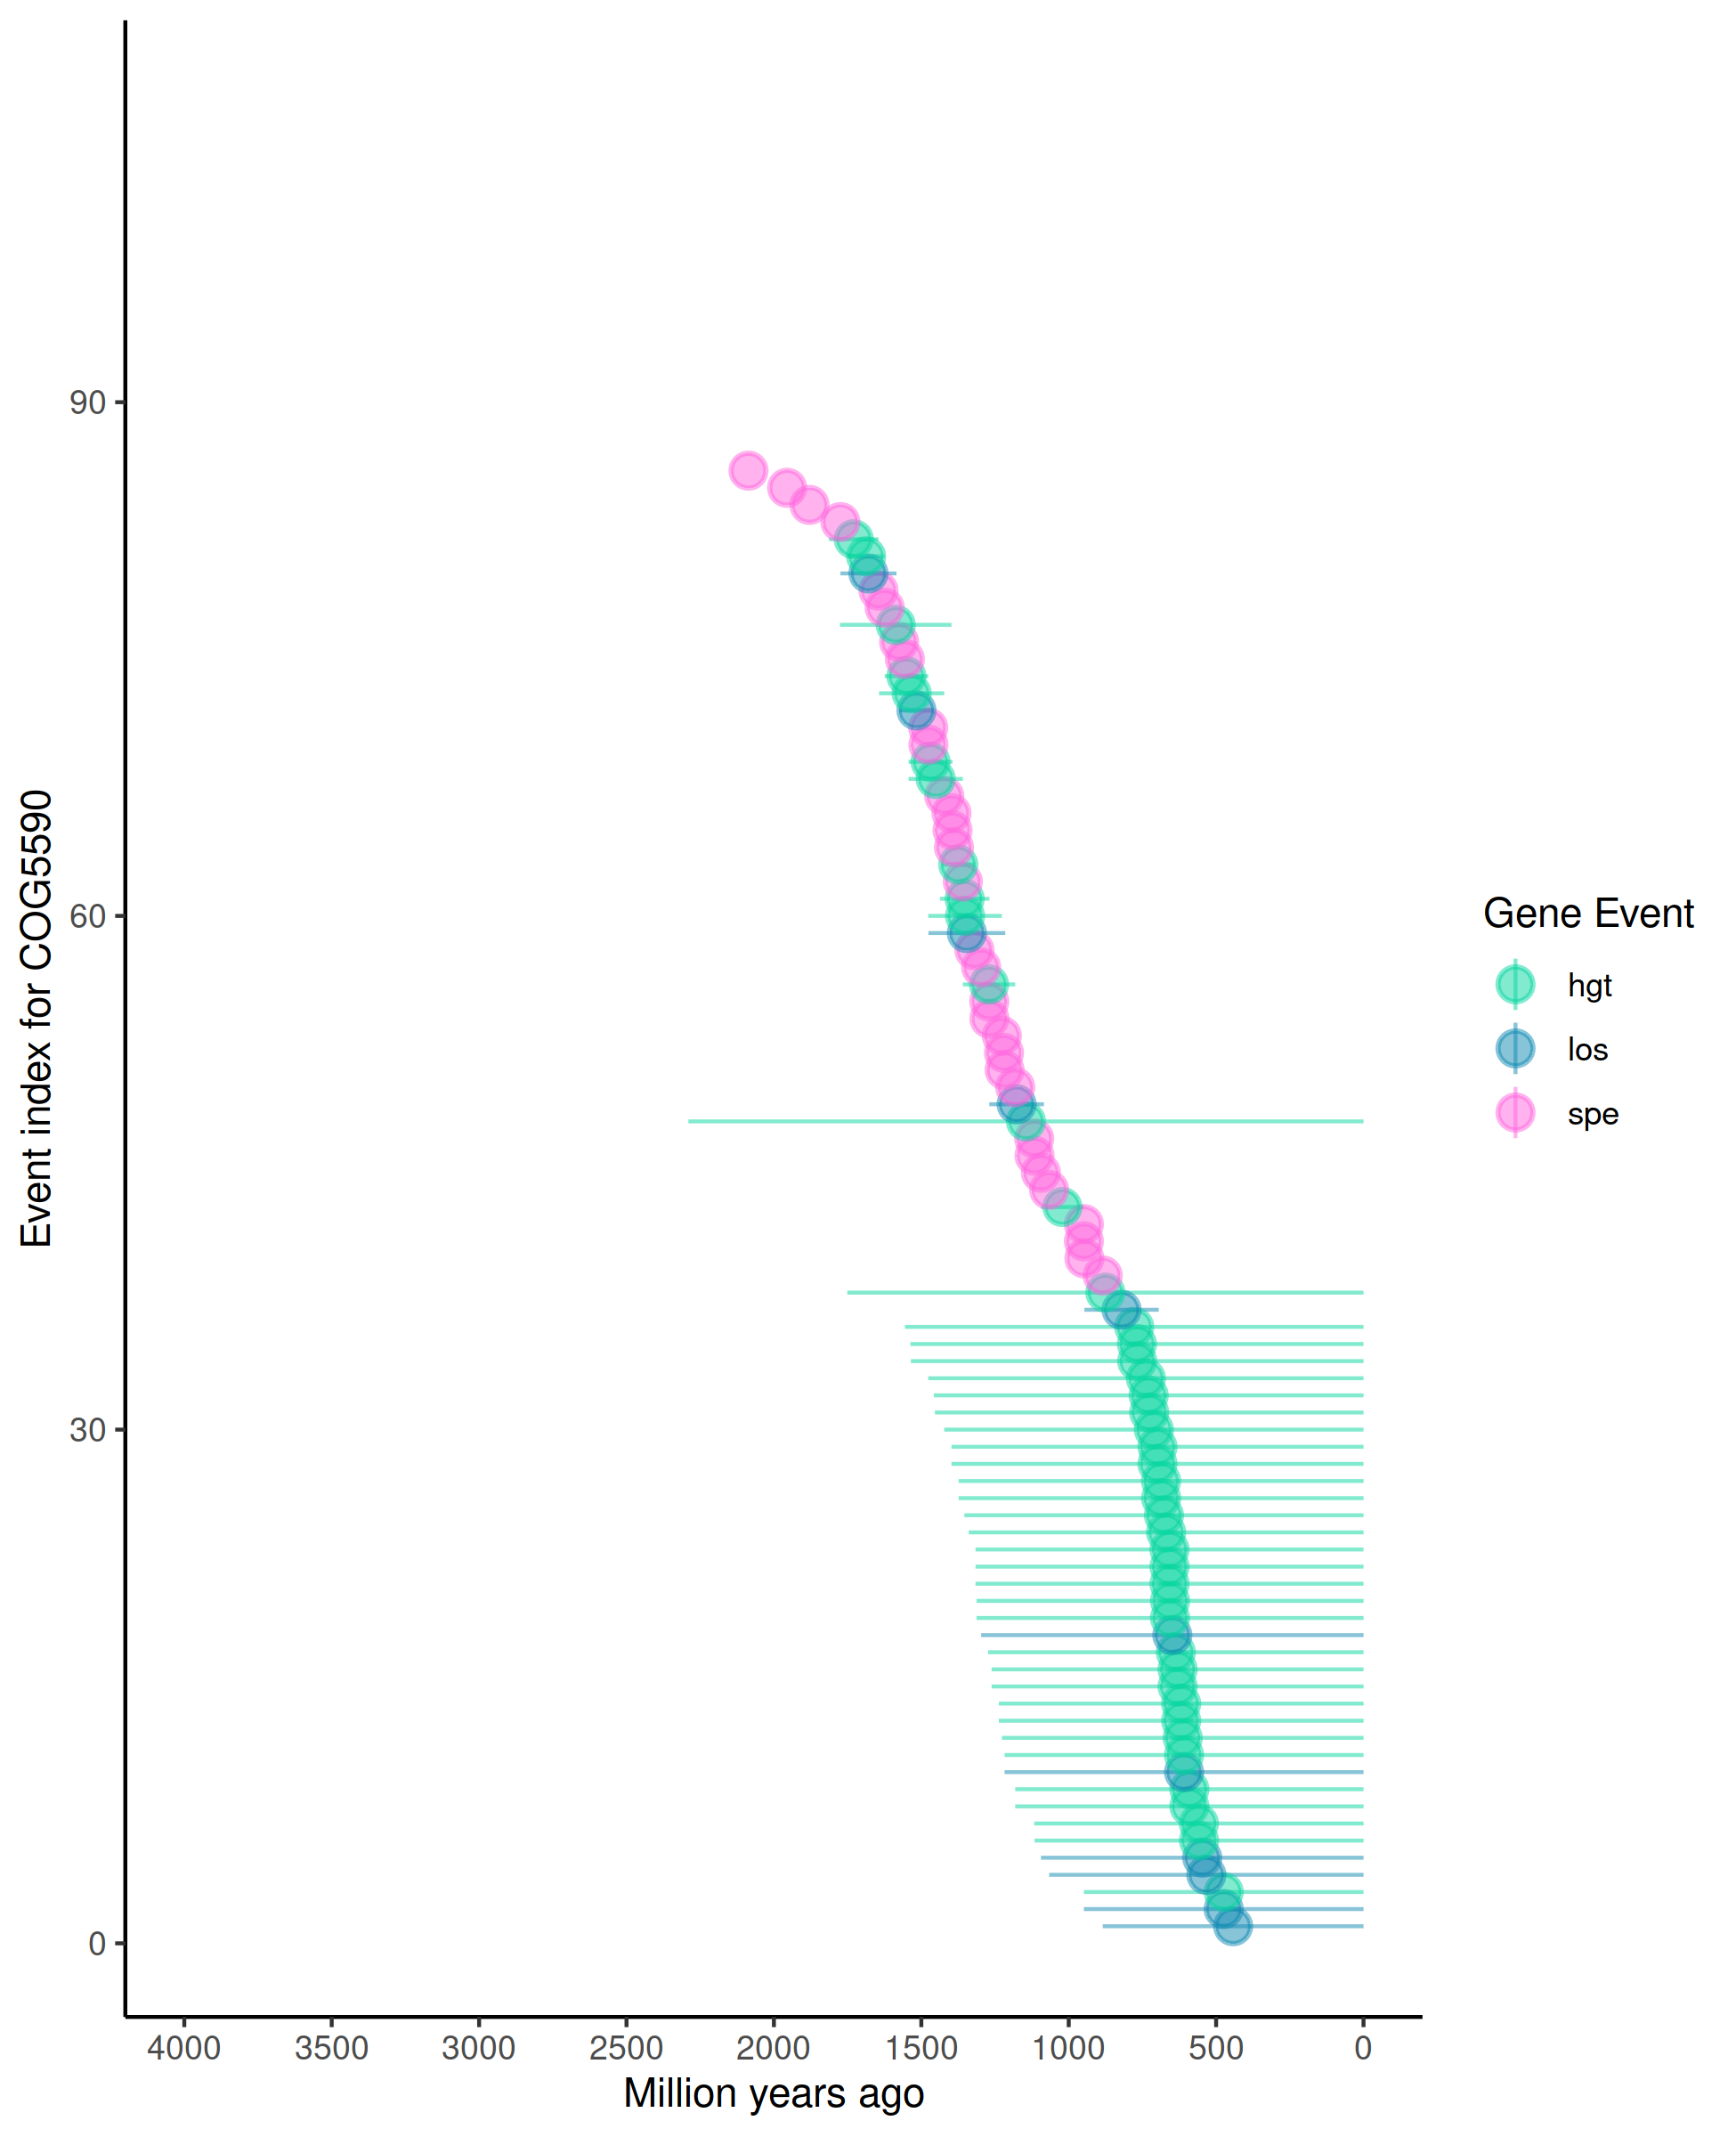 Event index for COG5590
90
60
30
0
4000 3500 3000 2500 2000 1500 1000 500 0
Million years ago
Gene Event
hgt
los
spe